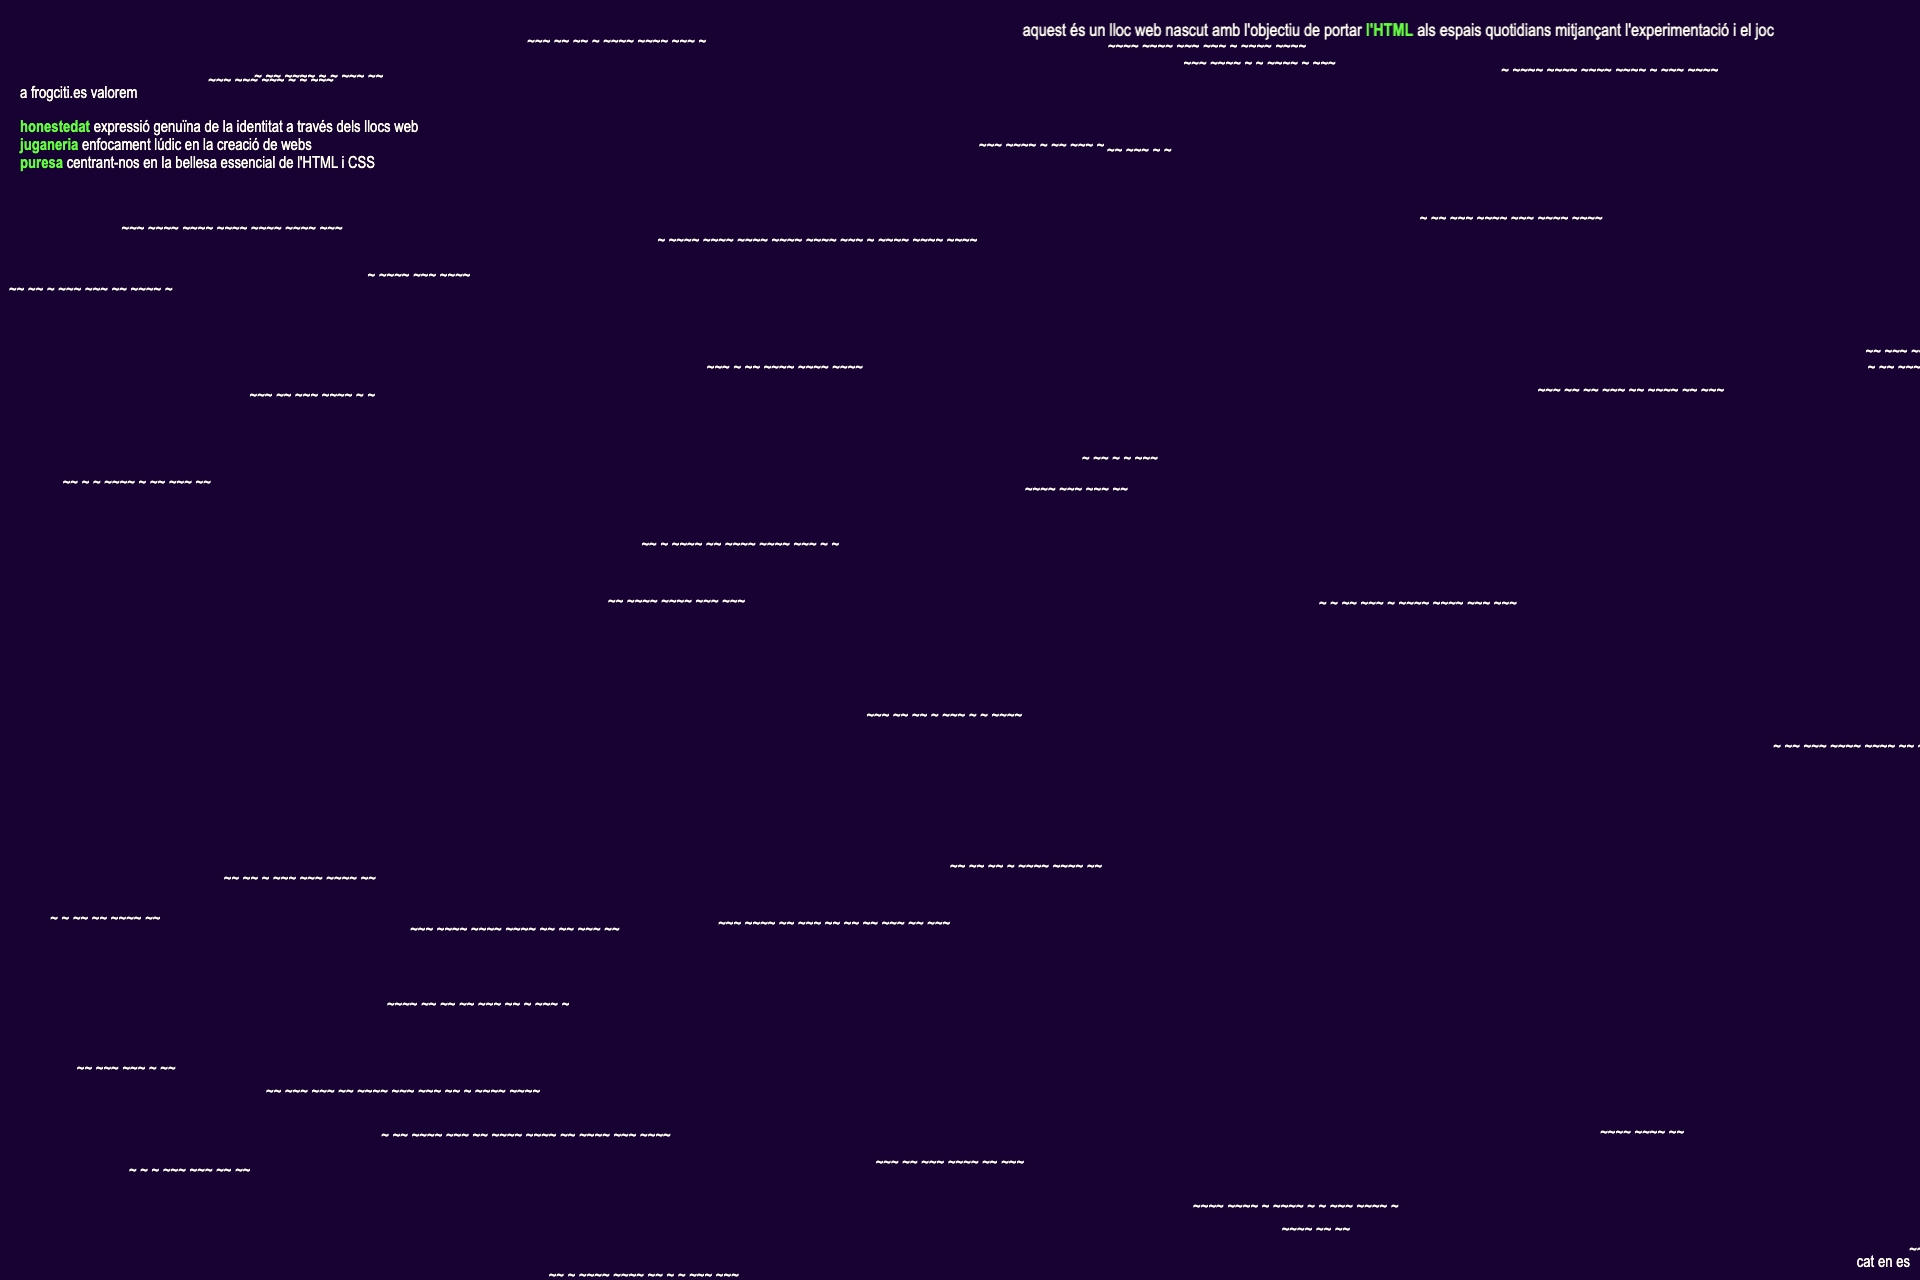 aquest és un lloc web nascut amb l'objectiu de portar l'HTML als espais quotidians mitjançant l'experimentació i el joc
a frogciti.es valorem
honestedat expressió genuïna de la identitat a través dels llocs web
juganeria enfocament lúdic en la creació de webs
puresa centrant-nos en la bellesa essencial de l'HTML i CSS
cat en es